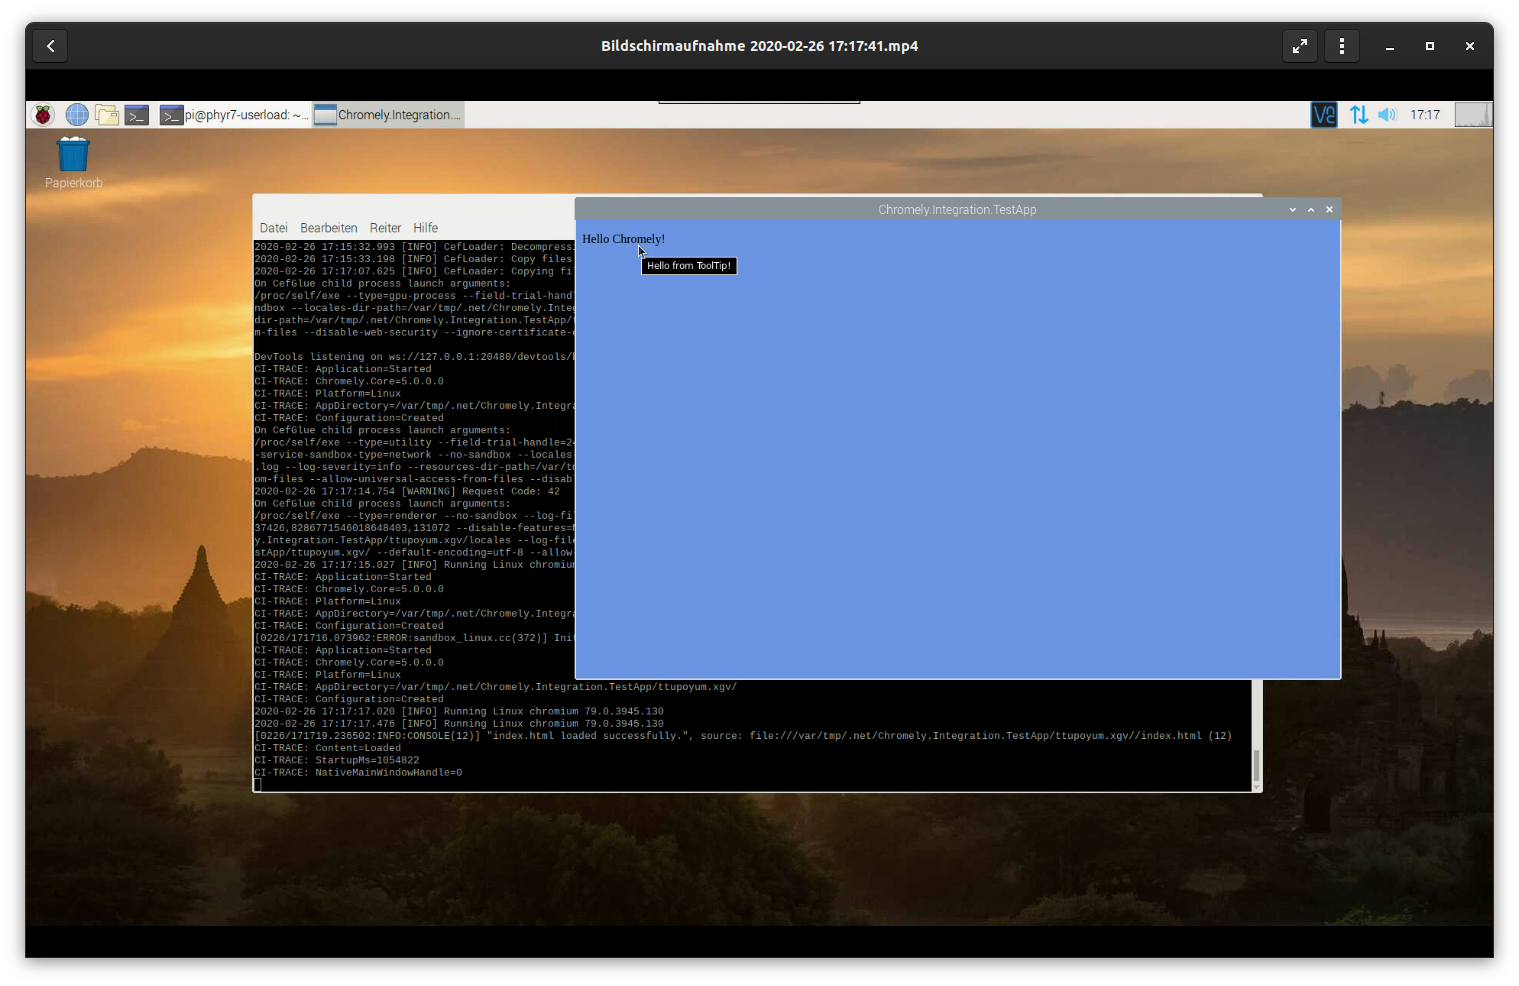 Bildschirmaufnahme 2020-02-26 17:17:41.mp4
pi@phyr7-userload: ~...
Chromely.Integration....
17:17
Papierkorb
Datei Bearbeiten Reiter Hilfe
Chromely.Integration.TestApp
Hello Chromely!
Hello from ToolTip!
2020-02-26 17:15:32.993 [INFO] CefLoader: Decompress
2020-02-26 17:15:33.198 [INFO] CefLoader: Copy files
2020-02-26 17:17:07.625 [INFO] CefLoader: Copying fi
On CefGlue child process launch arguments:
/proc/self/exe --type=gpu-process --field-trial-hand
ndbox --locales-dir-path=/var/tmp/.net/Chromely.Inte
dir-path=/var/tmp/.net/Chromely.Integration.TestApp/
m-files --disable-web-security --ignore-certificate-
DevTools listening on ws://127.0.0.1:20480/devtools/
CI-TRACE: Application=Started
CI-TRACE: Chromely.Core=5.0.0.0
CI-TRACE: Platform=Linux
CI-TRACE: AppDirectory=/var/tmp/.net/Chromely.Integra
CI-TRACE: Configuration=Created
On CefGlue child process launch arguments:
/proc/self/exe --type=utility --field-trial-handle=24
-service-sandbox-type=network --no-sandbox --locales-
.log --log-severity=info --resources-dir-path=/var/tm
om-files --allow-universal-access-from-files --disab
2020-02-26 17:17:14.754 [WARNING] Request Code: 42
On CefGlue child process launch arguments:
/proc/self/exe --type=renderer --no-sandbox --log-fi
37426,8286771546018648403,131072 --disable-features=
y.Integration.TestApp/ttupoyum.xgv/locales --log-file
stApp/ttupoyum.xgv/ --default-encoding=utf-8 --allow-
2020-02-26 17:17:15.027 [INFO] Running Linux chromium
CI-TRACE: Application=Started
CI-TRACE: Chromely.Core=5.0.0.0
CI-TRACE: Platform=Linux
CI-TRACE: AppDirectory=/var/tmp/.net/Chromely.Integra
CI-TRACE: Configuration=Created
[0226/171716.073962:ERROR:sandbox_linux.cc(372)] Init
CI-TRACE: Application=Started
CI-TRACE: Chromely.Core=5.0.0.0
CI-TRACE: Platform=Linux
CI-TRACE: AppDirectory=/var/tmp/.net/Chromely.Integration.TestApp/ttupoyum.xgv/
CI-TRACE: Configuration=Created
2020-02-26 17:17:17.020 [INFO] Running Linux chromium 79.0.3945.130
2020-02-26 17:17:17.476 [INFO] Running Linux chromium 79.0.3945.130
[0226/171719.236502:INFO:CONSOLE(12)] "index.html loaded successfully.", source: file:///var/tmp/.net/Chromely.Integration.TestApp/ttupoyum.xgv//index.html (12)
CI-TRACE: Content=Loaded
CI-TRACE: StartupMs=1054822
CI-TRACE: NativeMainWindowHandle=0